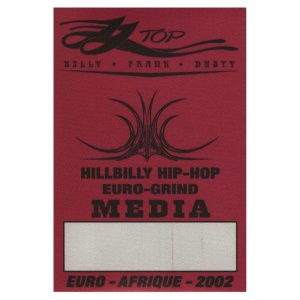 ZZ TOP
BILLY • FRANK • DUSTY
HILLBILLY HIP-HOP
EURO-GRIND
MEDIA
EURO - AFRIQUE - 2002